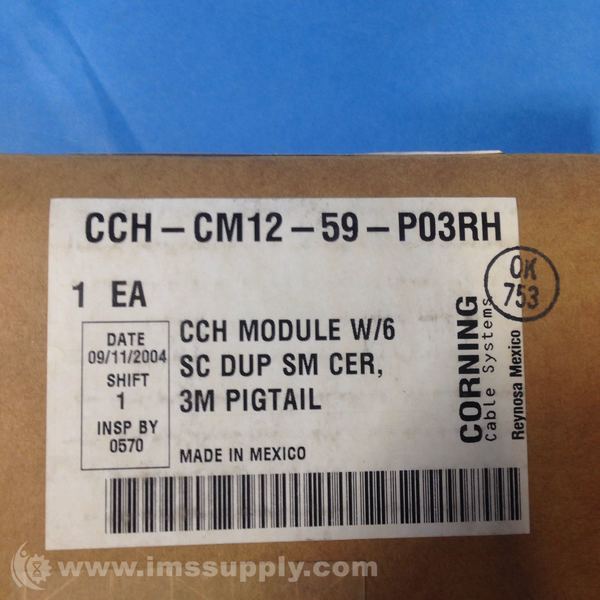 CCH-CM12-59-P03RH
1 EA
DATE
09/11/2004
SHIFT
1
INSP BY
0570
CCH MODULE W/6
SC DUP SM CER,
3M PIGTAIL
MADE IN MEXICO
CORNING
Cable Systems
Reynosa Mexico
OK
753
www.imssupply.com